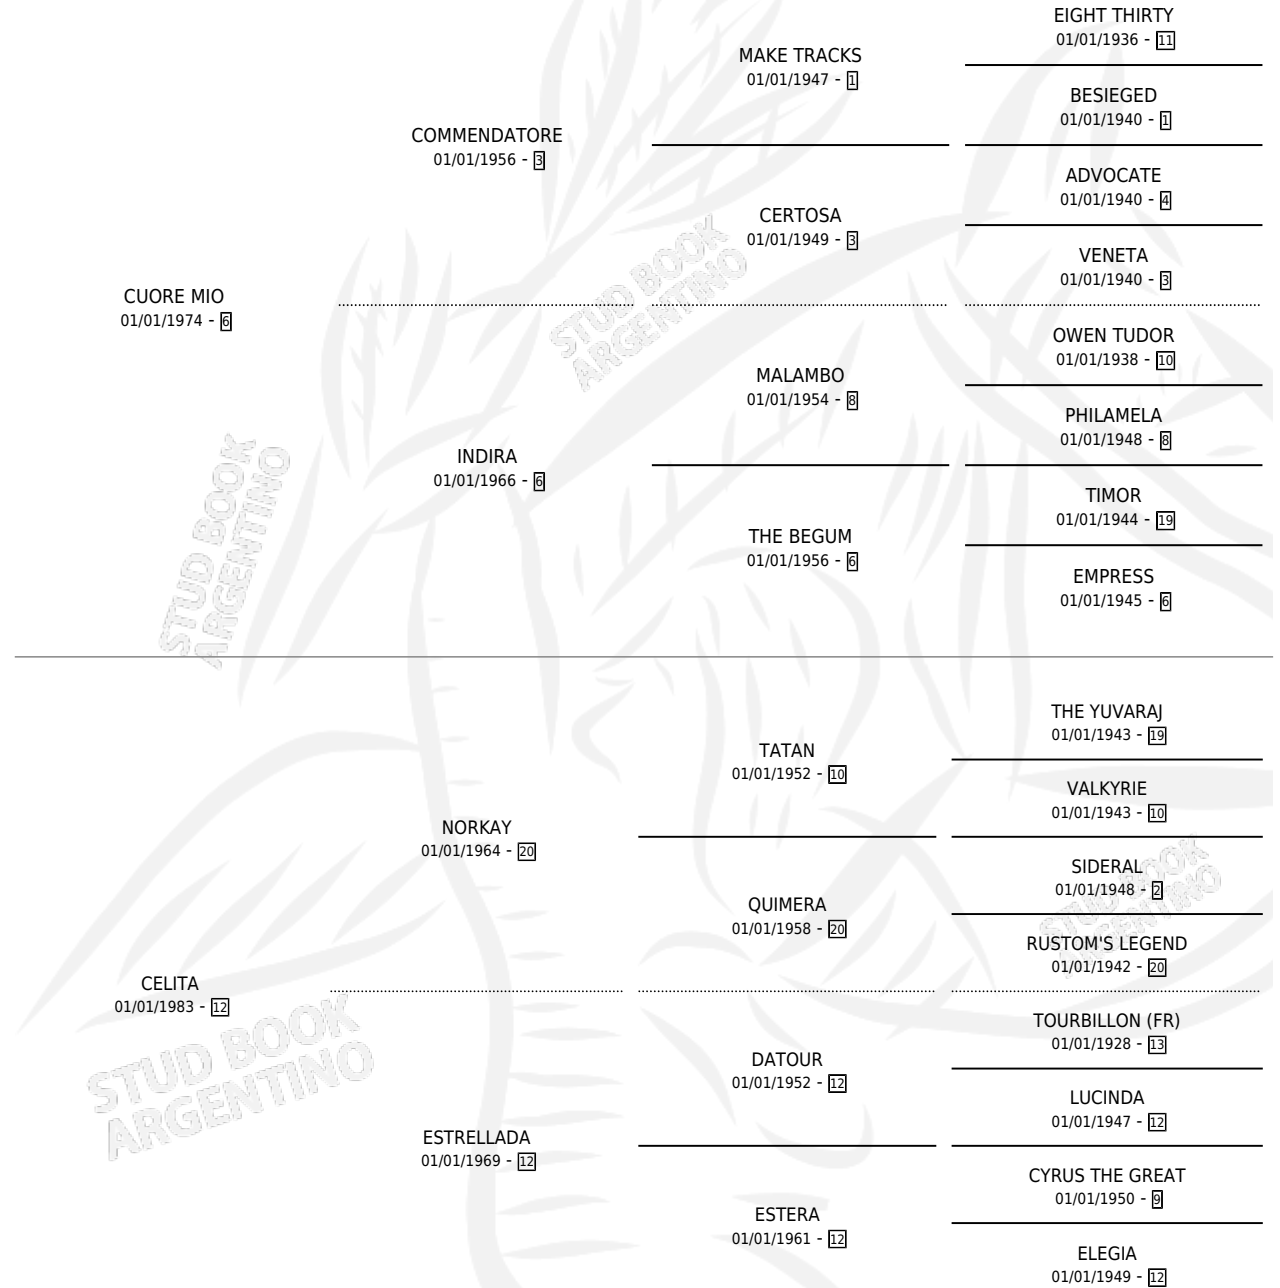 EIGHT THIRTY
01/01/1936 - 11
MAKE TRACKS
01/01/1947 - 1
BESIEGED
01/01/1940 - 1
COMMENDATORE
01/01/1956 - 3
ADVOCATE
01/01/1940 - 4
CERTOSA
01/01/1949 - 3
VENETA
01/01/1940 - 3
CUORE MIO
01/01/1974 - 6
OWEN TUDOR
01/01/1938 - 10
MALAMBO
01/01/1954 - 8
PHILAMELA
01/01/1948 - 8
INDIRA
01/01/1966 - 6
TIMOR
01/01/1944 - 19
THE BEGUM
01/01/1956 - 6
EMPRESS
01/01/1945 - 6
STUD BOOK
ARGENTINO
STUD BOOK
ARGENTINO
THE YUVARAJ
01/01/1943 - 19
TATAN
01/01/1952 - 10
VALKYRIE
01/01/1943 - 10
NORKAY
01/01/1964 - 20
SIDERAL
01/01/1948 - 2
QUIMERA
01/01/1958 - 20
RUSTOM'S LEGEND
01/01/1942 - 20
CELITA
01/01/1983 - 12
TOURBILLON (FR)
01/01/1928 - 13
DATOUR
01/01/1952 - 12
LUCINDA
01/01/1947 - 12
ESTRELLADA
01/01/1969 - 12
CYRUS THE GREAT
01/01/1950 - 9
ESTERA
01/01/1961 - 12
ELEGIA
01/01/1949 - 12
STUD BOOK
ARGENTINO
STUD BOOK
ARGENTINO